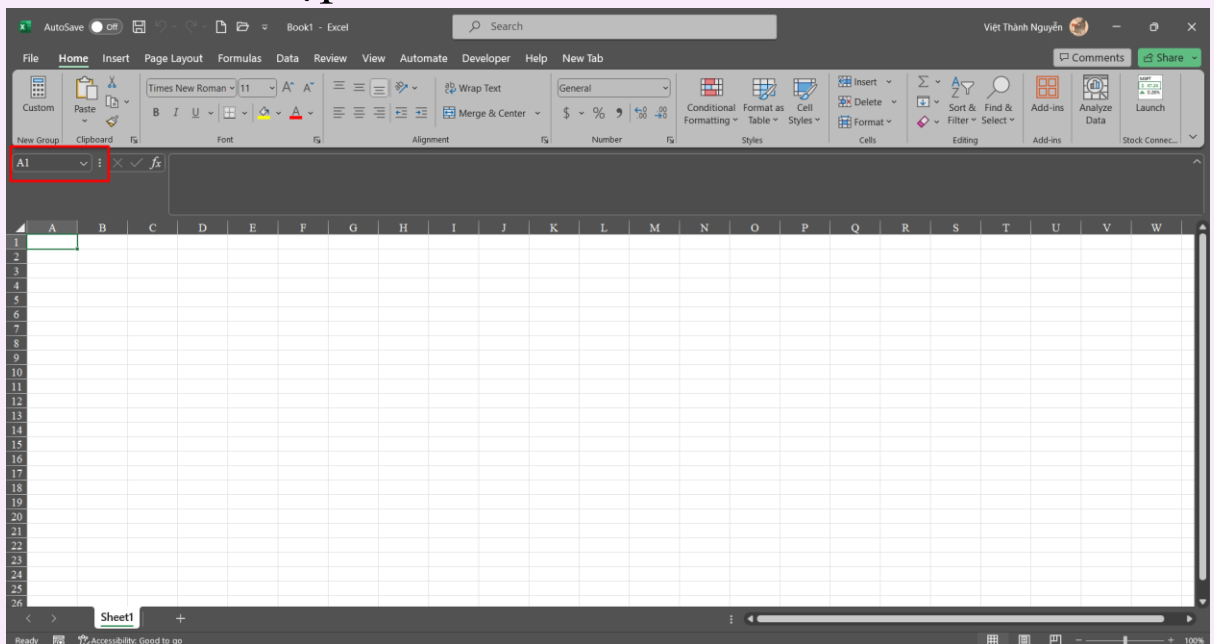 AutoSave Off Book1 - Excel Search Việt Thành Nguyễn
File Home Insert Page Layout Formulas Data Review View Automate Developer Help New Tab Comments Share
Custom Paste Times New Roman 11 A^ A˅ Wrap Text General Conditional Formatting Format as Table Cell Styles Insert Sort & Filter Find & Select Add-ins Analyze Data Launch
B I U A Merge & Center $ % 9 Delete
Format
New Group Clipboard Font Alignment Number Styles Cells Editing Add-ins Stock Connec...
A1 fx
A B C D E F G H I J K L M N O P Q R S T U V W
1
2
3
4
5
6
7
8
9
10
11
12
13
14
15
16
17
18
19
20
21
22
23
24
25
26
Sheet1 +
Ready Accessibility: Good to go 100%